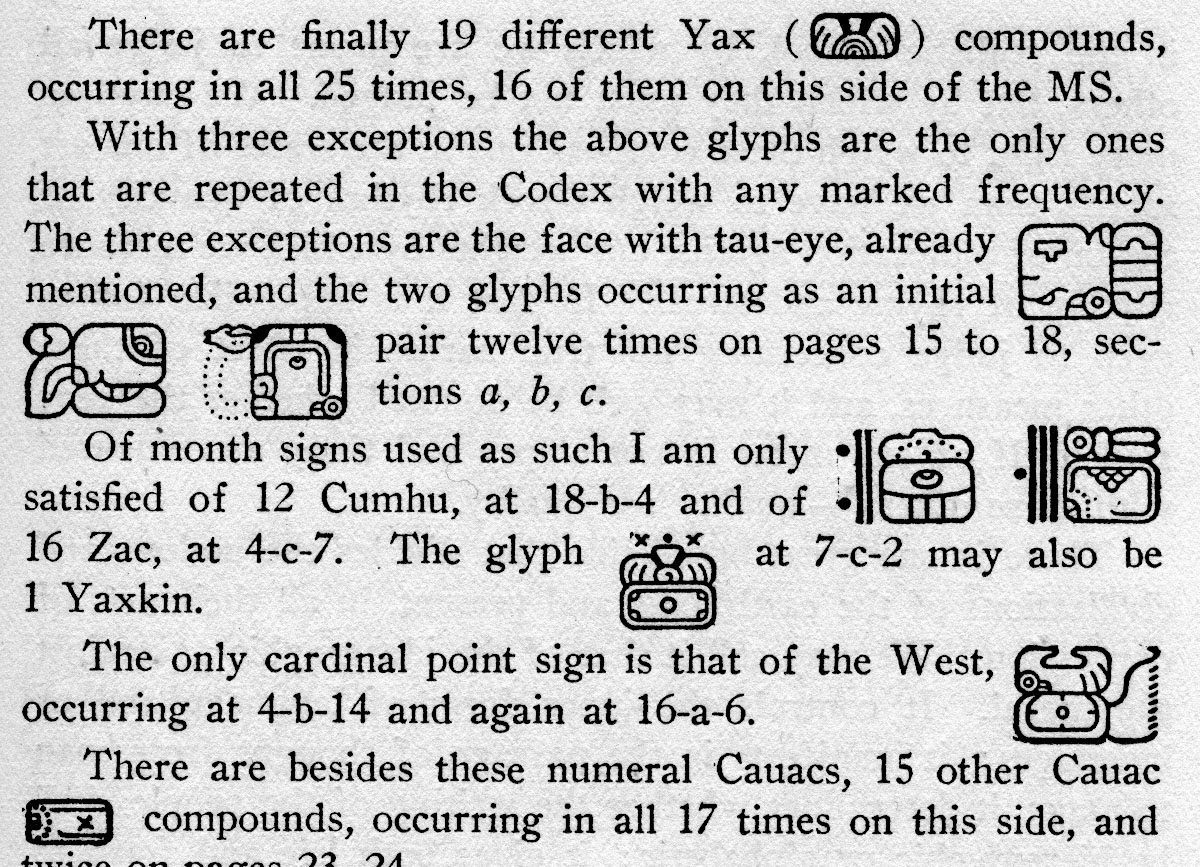 There are finally 19 different Yax ( ) compounds,
occurring in all 25 times, 16 of them on this side of the MS.
With three exceptions the above glyphs are the only ones
that are repeated in the Codex with any marked frequency.
The three exceptions are the face with tau-eye, already
mentioned, and the two glyphs occurring as an initial
pair twelve times on pages 15 to 18, sec-
tions a, b, c.
Of month signs used as such I am only
satisfied of 12 Cumhu, at 18-b-4 and of
16 Zac, at 4-c-7. The glyph at 7-c-2 may also be
1 Yaxkin.
The only cardinal point sign is that of the West,
occurring at 4-b-14 and again at 16-a-6.
There are besides these numeral Cauacs, 15 other Cauac
compounds, occurring in all 17 times on this side, and
twice on pages 23, 24.